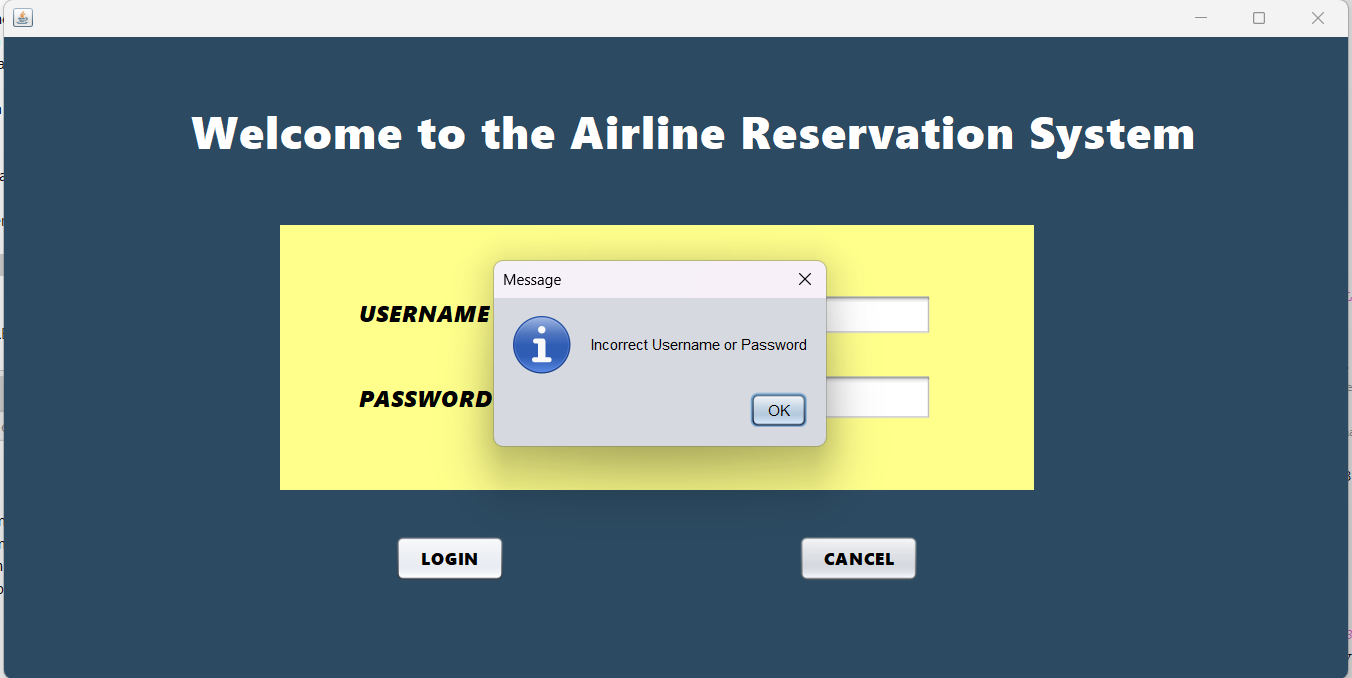 Welcome to the Airline Reservation System
Message
USERNAME
Incorrect Username or Password
PASSWORD
OK
LOGIN
CANCEL